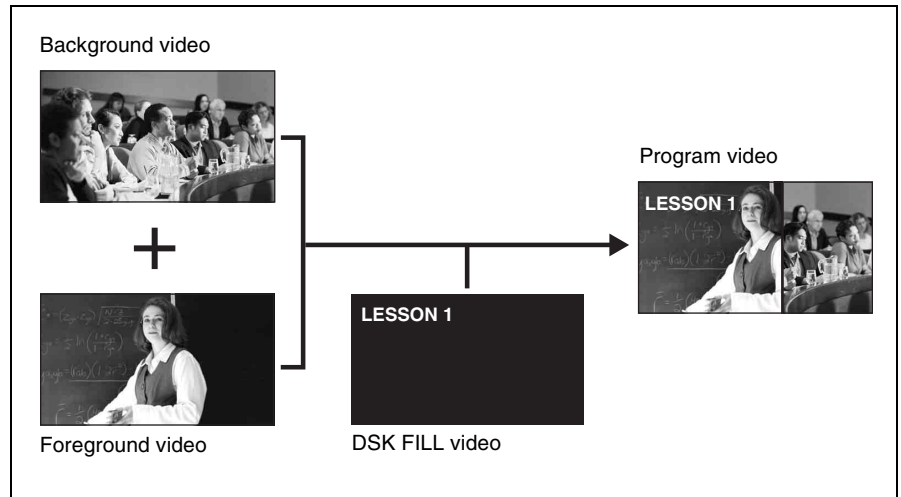 Background video
Program video
LESSON 1
LESSON 1
Foreground video
DSK FILL video